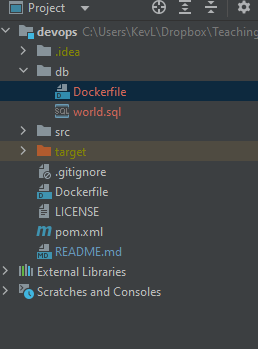 Project
devops C:\Users\KevL\Dropbox\Teaching
.idea
db
Dockerfile
world.sql
src
target
.gitignore
Dockerfile
LICENSE
pom.xml
README.md
External Libraries
Scratches and Consoles